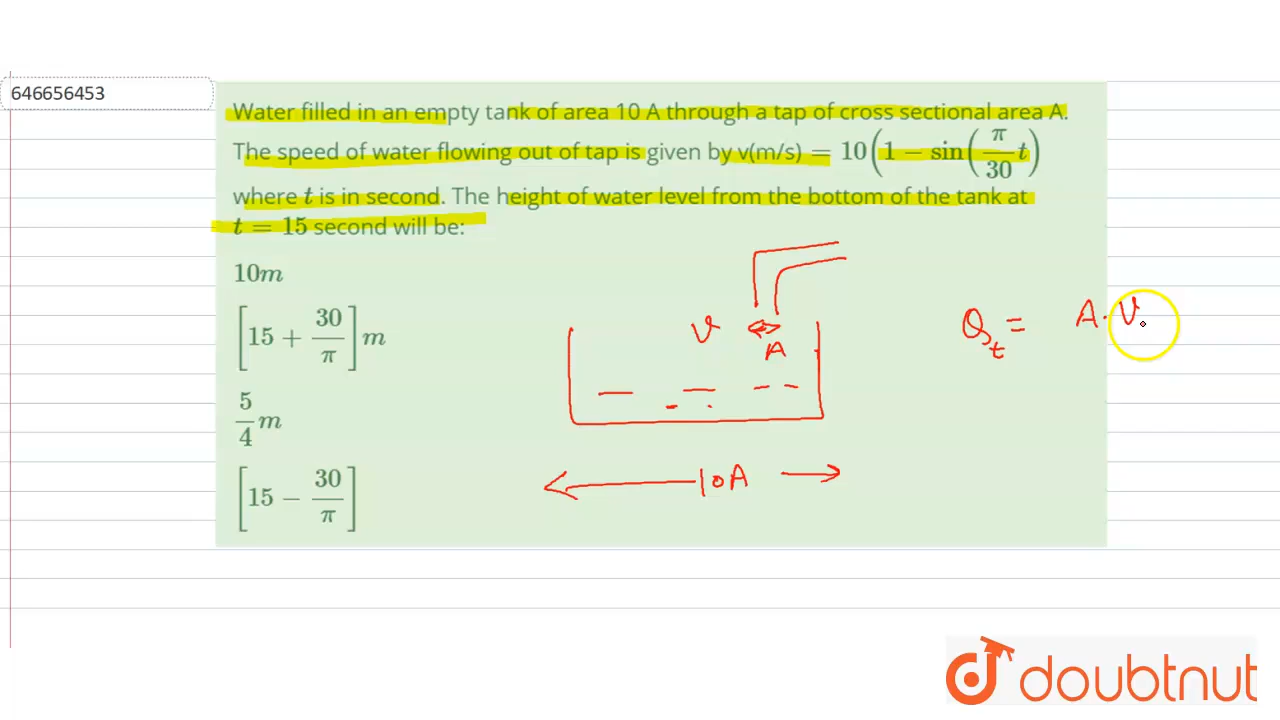 646656453
Water filled in an empty tank of area 10 A through a tap of cross sectional area A.
The speed of water flowing out of tap is given by v(m/s) = 10(1 − sin(π/30 t)
where t is in second. The height of water level from the bottom of the tank at
t = 15 second will be:
10m
[15 + 30/π] m
5/4 m
[15 − 30/π]
v
A
10A
Q_t = A. V
doubtnut